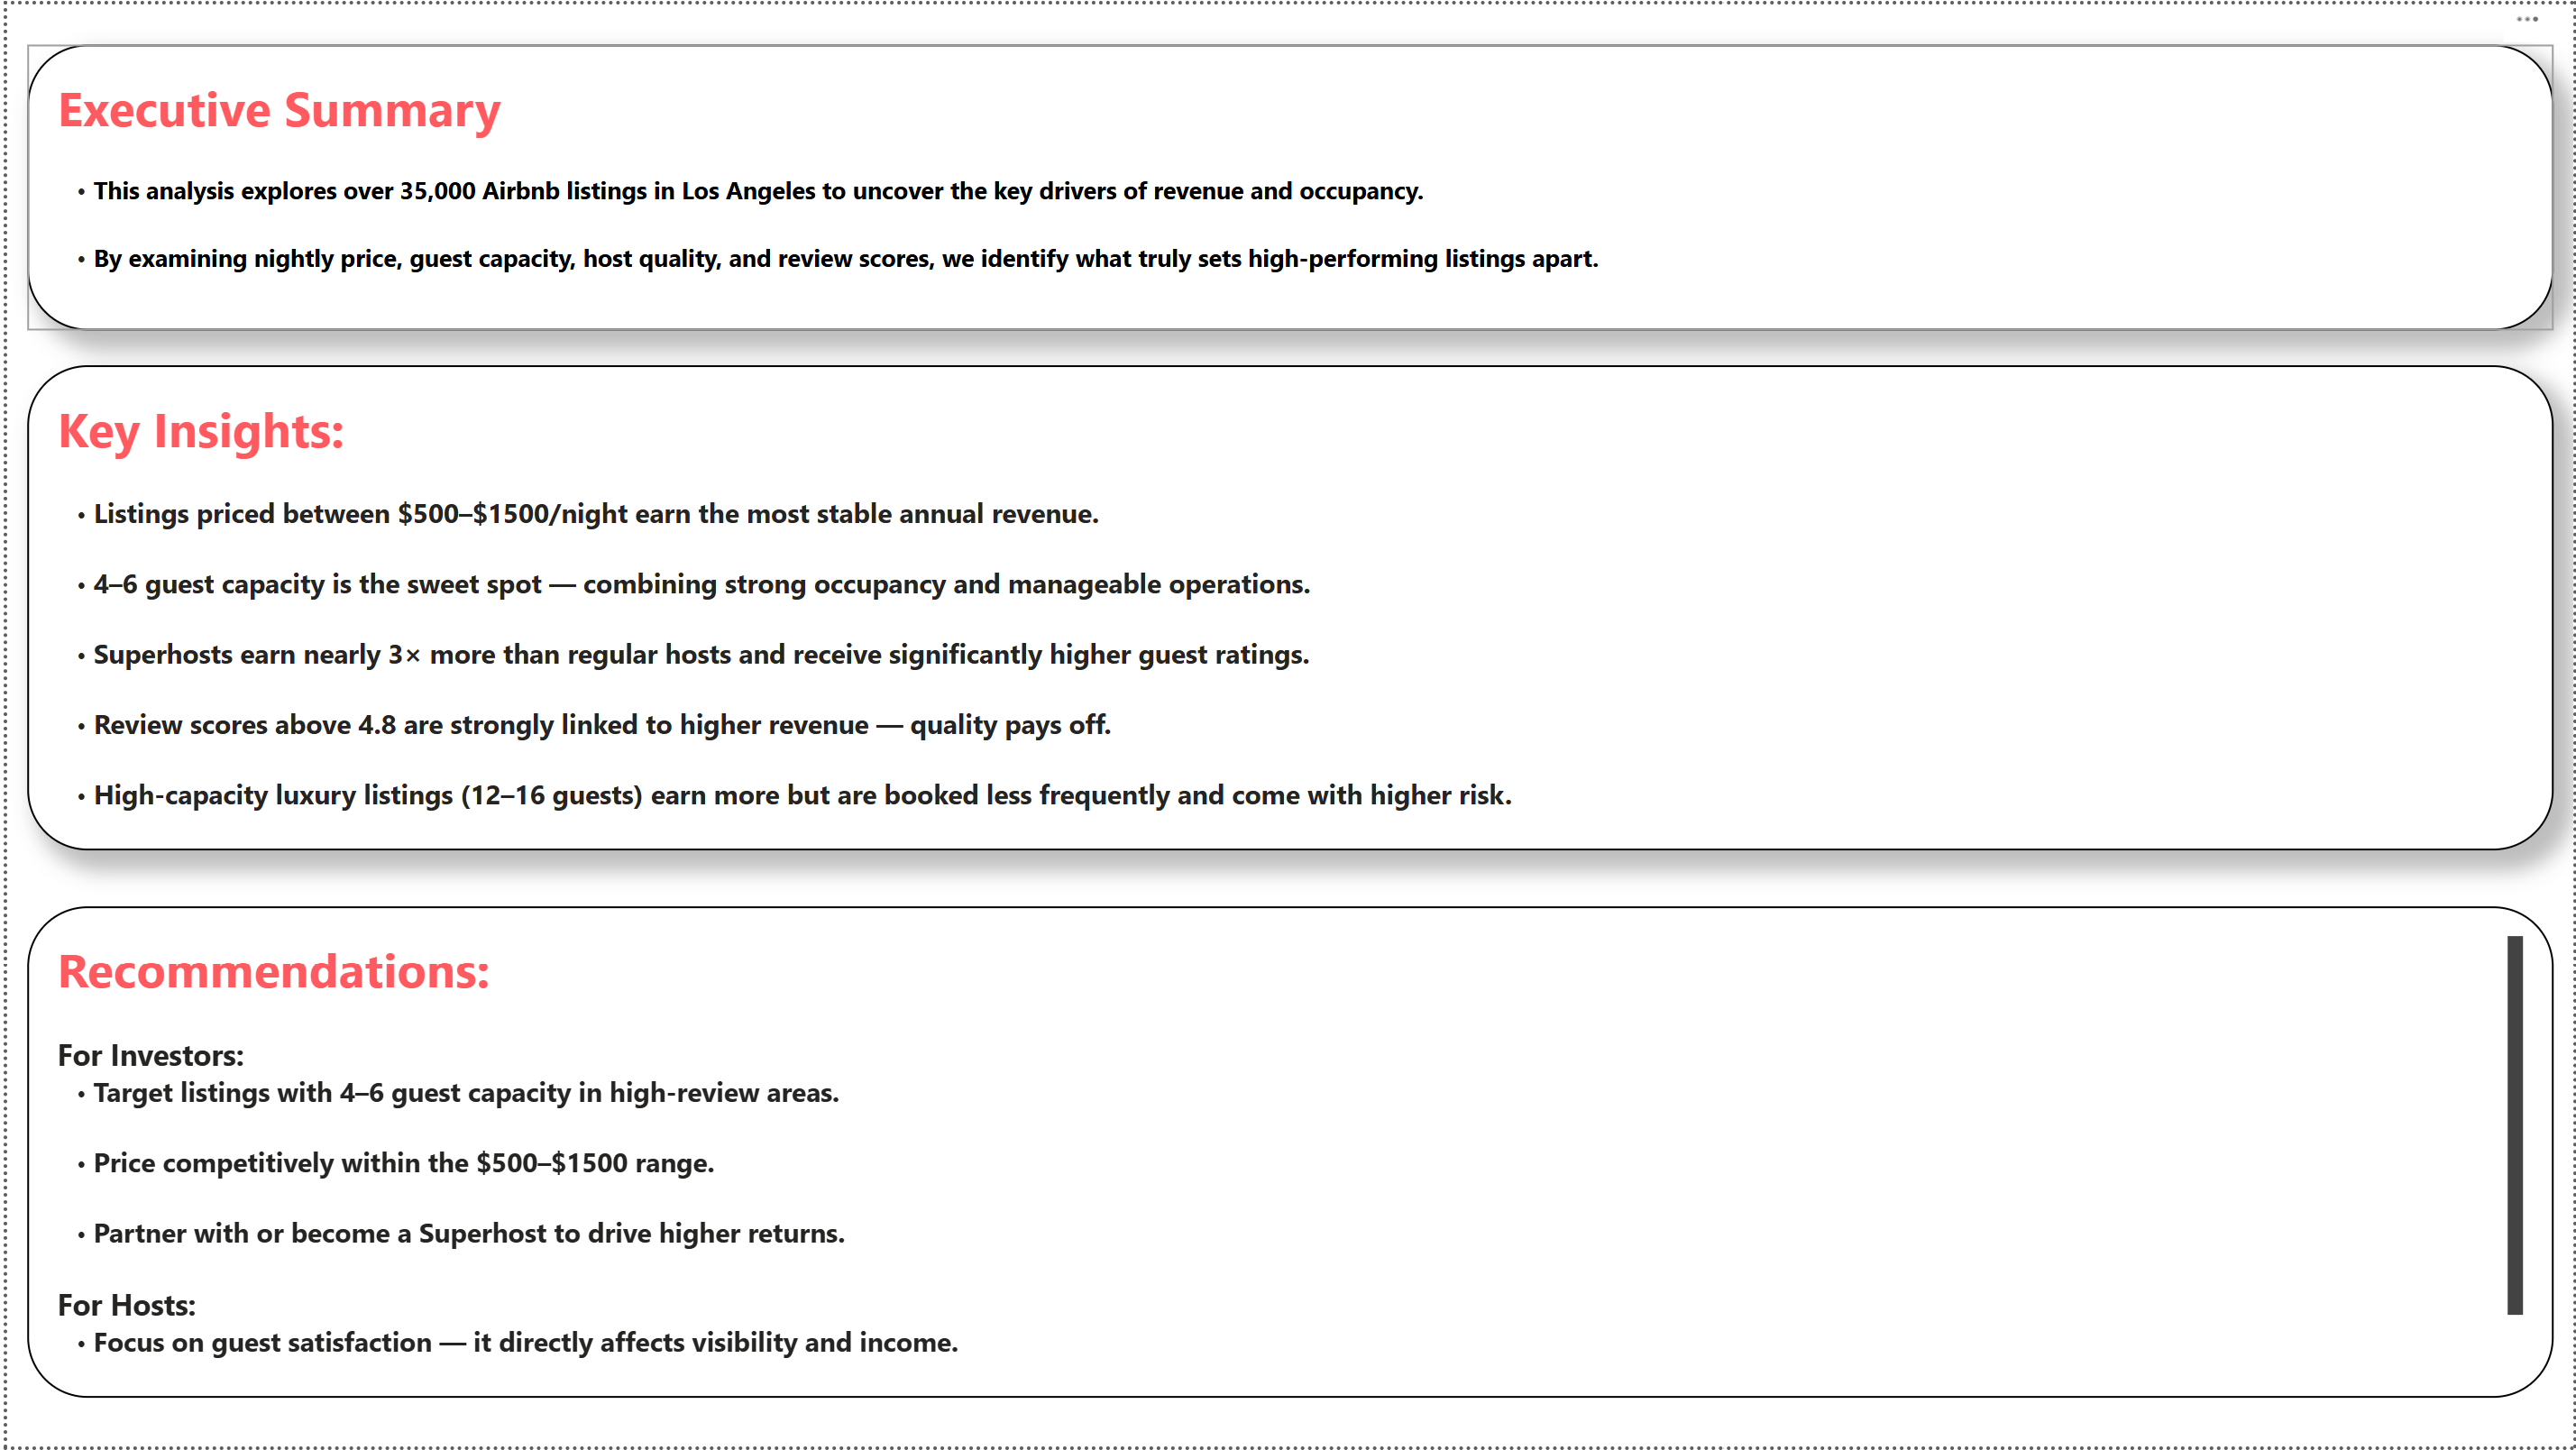 Executive Summary
• This analysis explores over 35,000 Airbnb listings in Los Angeles to uncover the key drivers of revenue and occupancy.
• By examining nightly price, guest capacity, host quality, and review scores, we identify what truly sets high-performing listings apart.
Key Insights:
• Listings priced between $500–$1500/night earn the most stable annual revenue.
• 4–6 guest capacity is the sweet spot — combining strong occupancy and manageable operations.
• Superhosts earn nearly 3× more than regular hosts and receive significantly higher guest ratings.
• Review scores above 4.8 are strongly linked to higher revenue — quality pays off.
• High-capacity luxury listings (12–16 guests) earn more but are booked less frequently and come with higher risk.
Recommendations:
For Investors:
• Target listings with 4–6 guest capacity in high-review areas.
• Price competitively within the $500–$1500 range.
• Partner with or become a Superhost to drive higher returns.
For Hosts:
• Focus on guest satisfaction — it directly affects visibility and income.